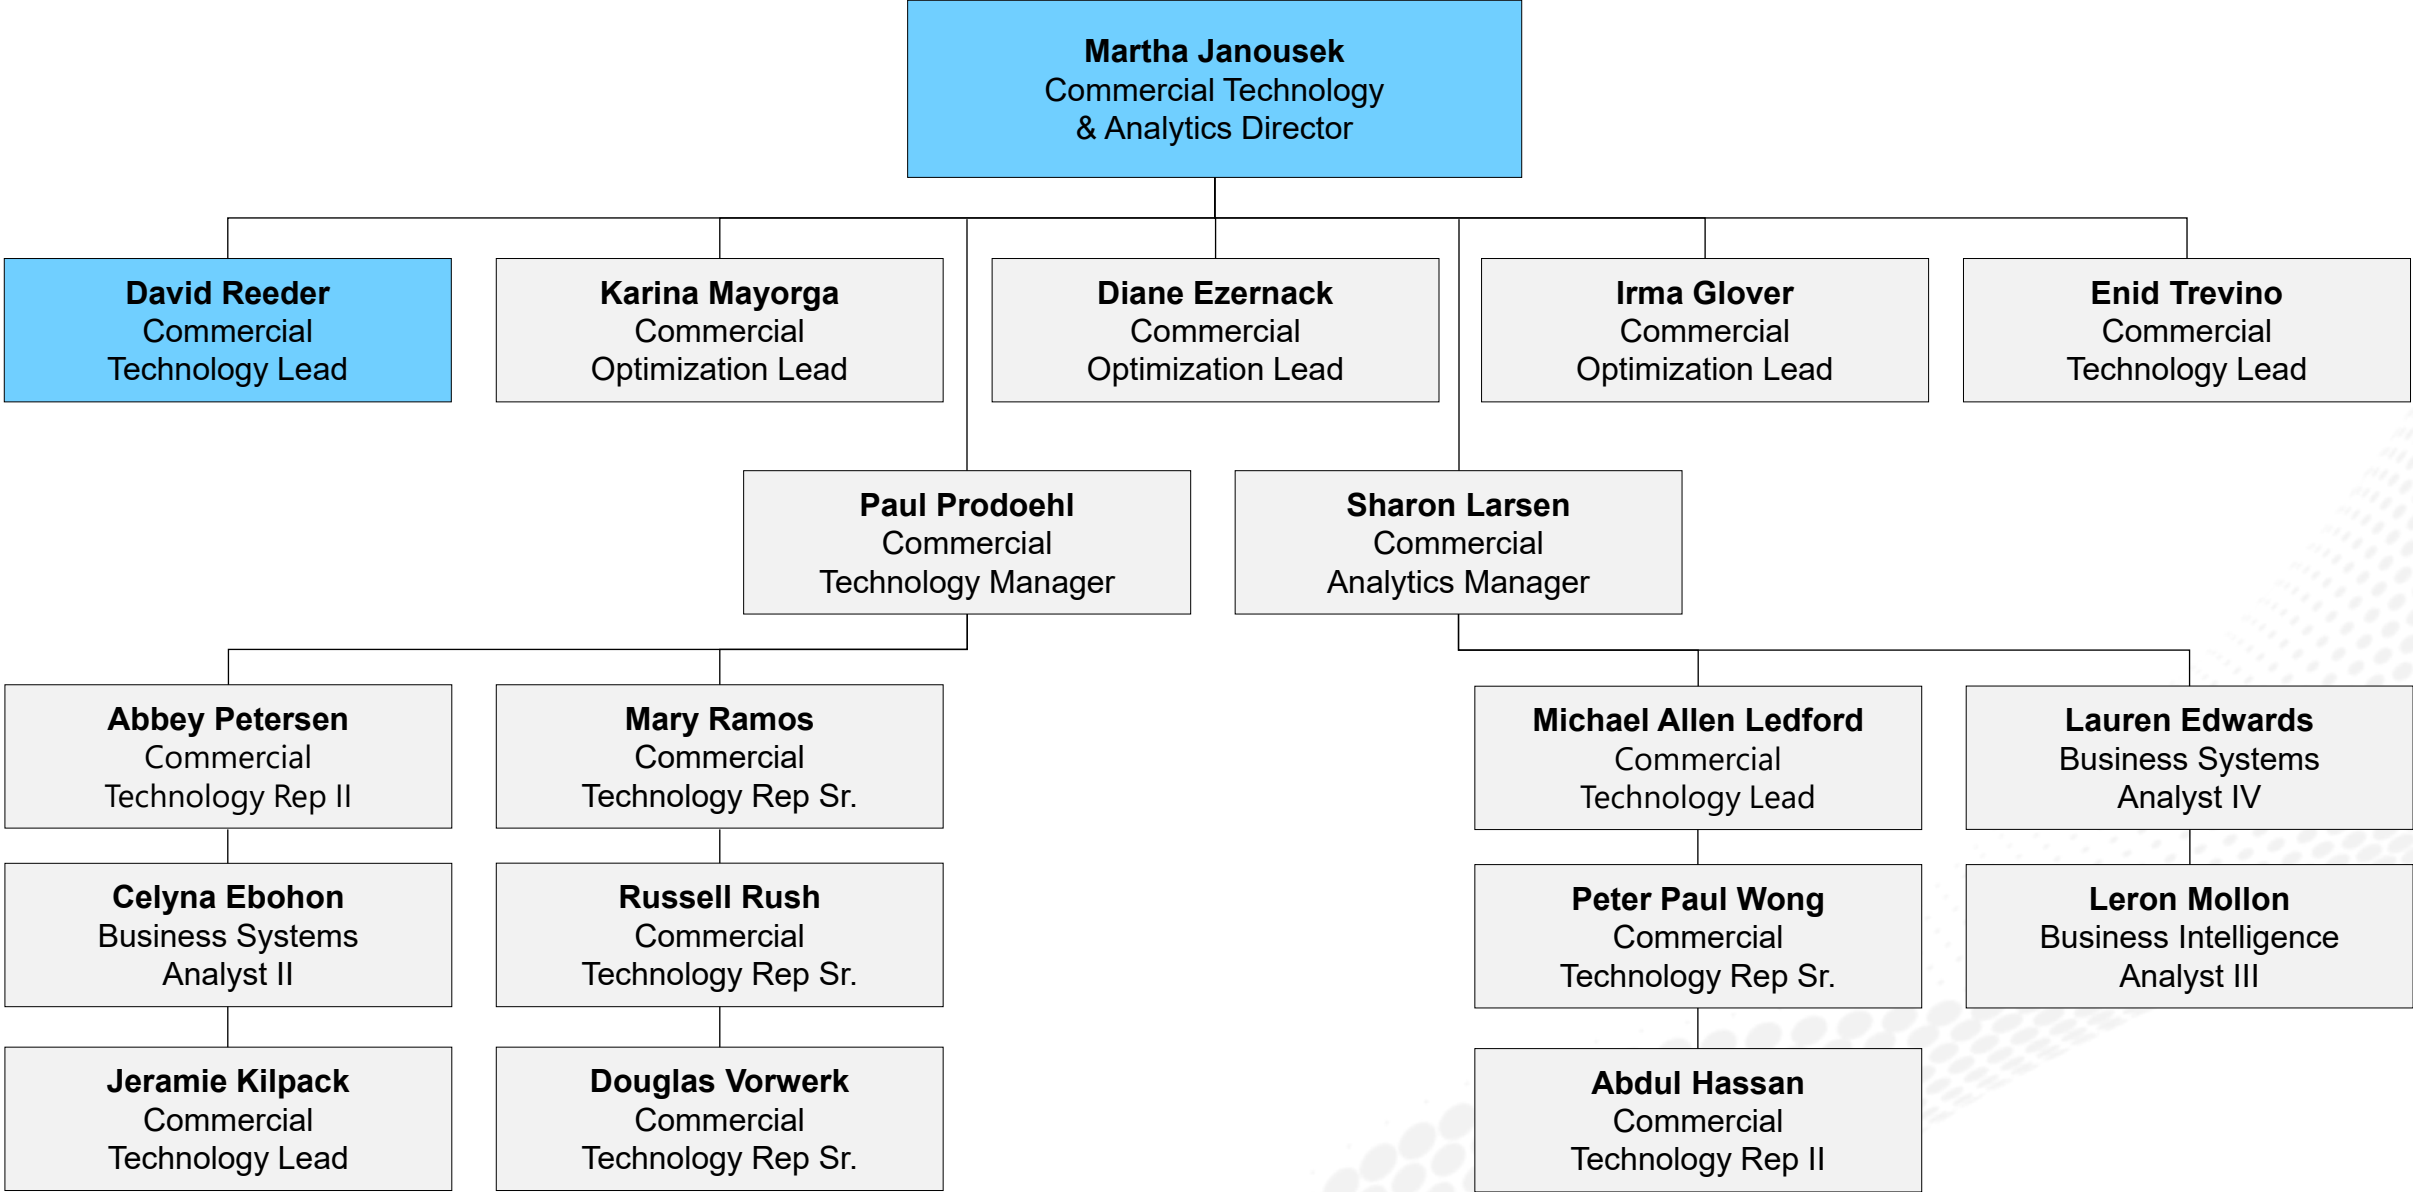 Martha Janousek
Commercial Technology
& Analytics Director
David Reeder
Commercial
Technology Lead
Karina Mayorga
Commercial
Optimization Lead
Diane Ezernack
Commercial
Optimization Lead
Irma Glover
Commercial
Optimization Lead
Enid Trevino
Commercial
Technology Lead
Paul Prodoehl
Commercial
Technology Manager
Sharon Larsen
Commercial
Analytics Manager
Abbey Petersen
Commercial
Technology Rep II
Mary Ramos
Commercial
Technology Rep Sr.
Michael Allen Ledford
Commercial
Technology Lead
Lauren Edwards
Business Systems
Analyst IV
Celyna Ebohon
Business Systems
Analyst II
Russell Rush
Commercial
Technology Rep Sr.
Peter Paul Wong
Commercial
Technology Rep Sr.
Leron Mollon
Business Intelligence
Analyst III
Jeramie Kilpack
Commercial
Technology Lead
Douglas Vorwerk
Commercial
Technology Rep Sr.
Abdul Hassan
Commercial
Technology Rep II